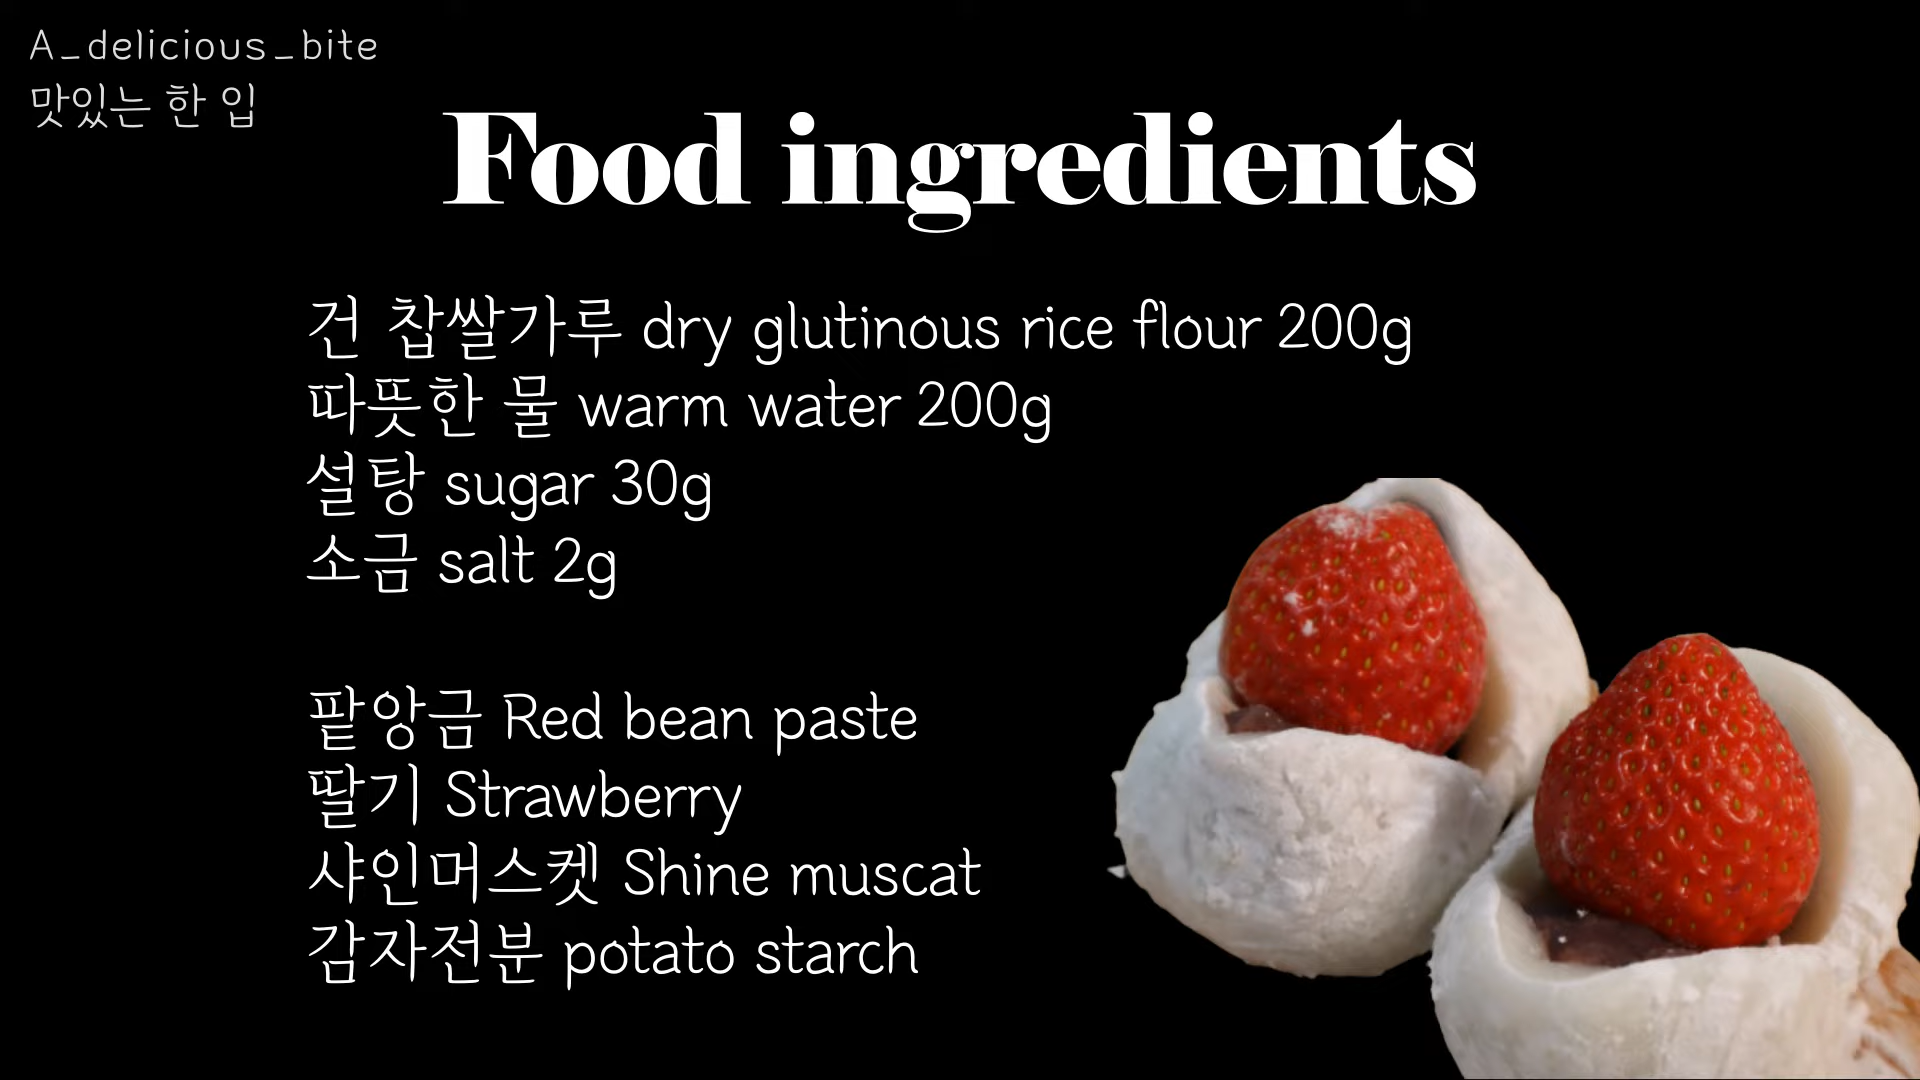 A_delicious_bite
맛있는 한 입
Food ingredients
건 찹쌀가루 dry glutinous rice flour 200g
따뜻한 물 warm water 200g
설탕 sugar 30g
소금 salt 2g
팥앙금 Red bean paste
딸기 Strawberry
샤인머스켓 Shine muscat
감자전분 potato starch